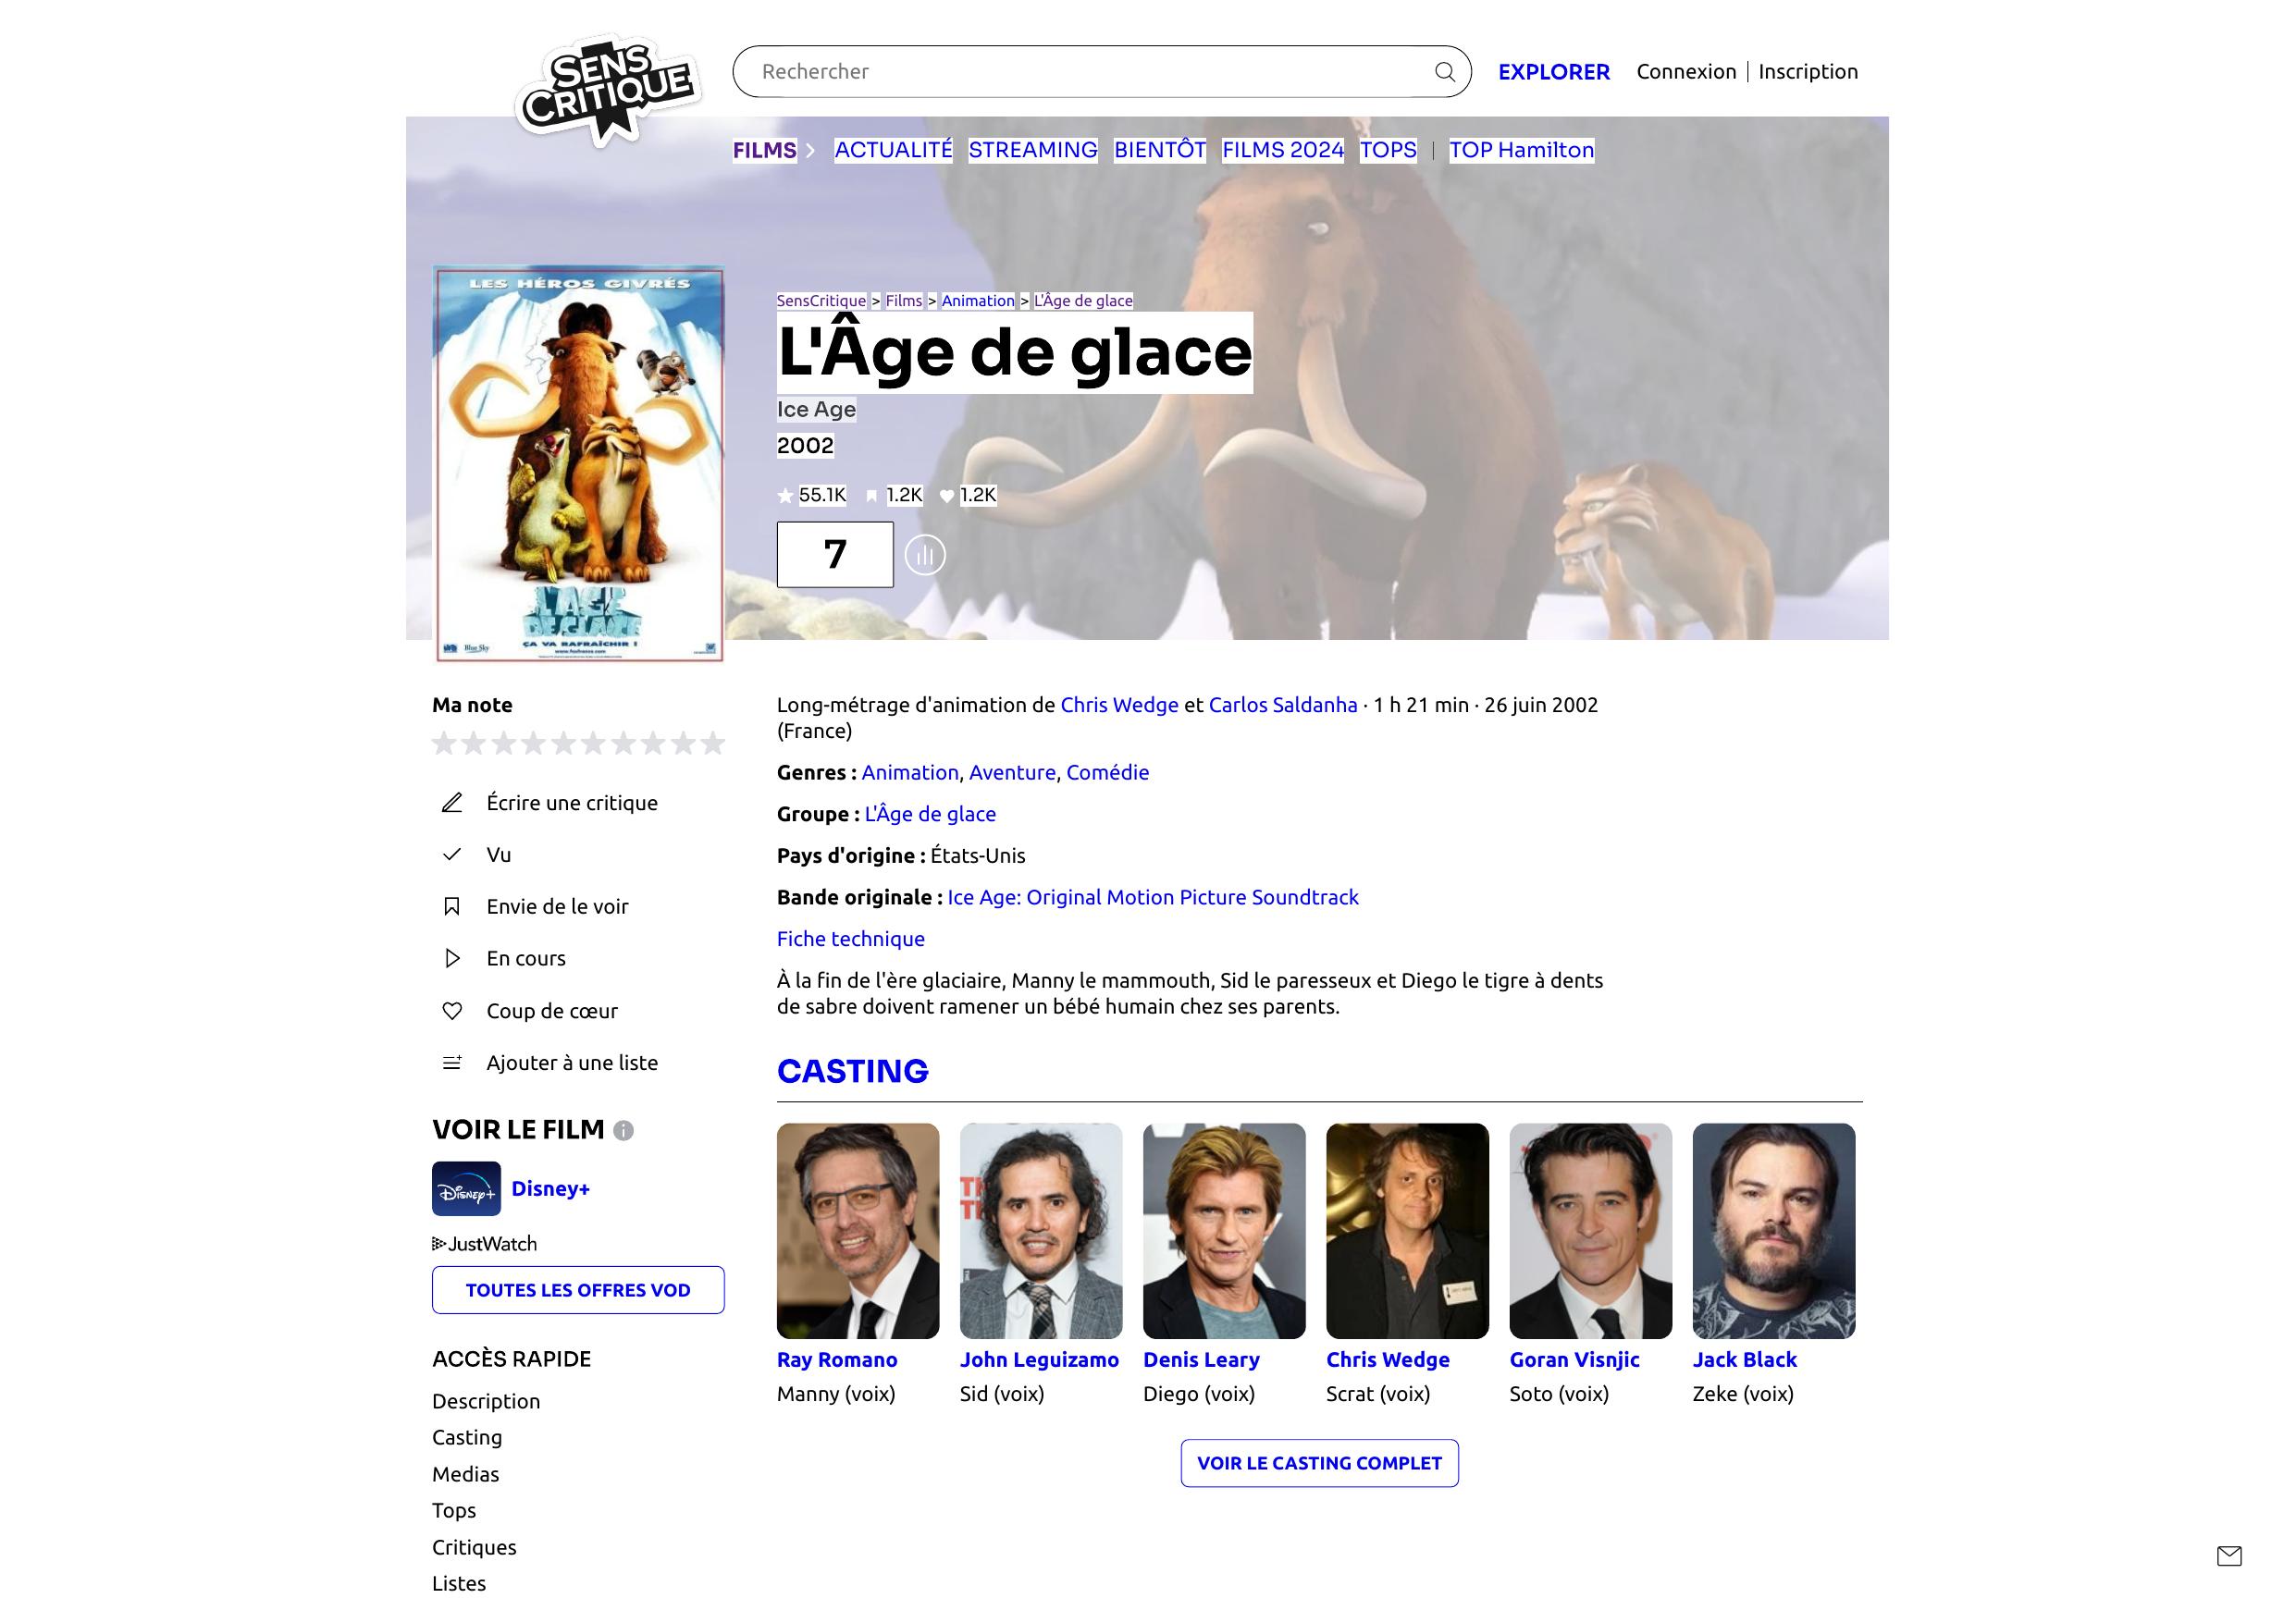 SENS
CRITIQUE
Rechercher
EXPLORER
Connexion | Inscription
FILMS
ACTUALITÉ
STREAMING
BIENTÔT
FILMS 2024
TOPS
|
TOP Hamilton
SensCritique > Films > Animation > L'Âge de glace
L'Âge de glace
Ice Age
2002
55.1K
1.2K
1.2K
7
LES HÉROS GIVRÉS
L'AGE
DE GLACE
ÇA VA RAFRAÎCHIR !
Blue Sky
Ma note
Écrire une critique
Vu
Envie de le voir
En cours
Coup de cœur
Ajouter à une liste
VOIR LE FILM
Disney+
Disney+
JustWatch
TOUTES LES OFFRES VOD
ACCÈS RAPIDE
Description
Casting
Medias
Tops
Critiques
Listes
Long-métrage d'animation de Chris Wedge et Carlos Saldanha · 1 h 21 min · 26 juin 2002
(France)
Genres : Animation, Aventure, Comédie
Groupe : L'Âge de glace
Pays d'origine : États-Unis
Bande originale : Ice Age: Original Motion Picture Soundtrack
Fiche technique
À la fin de l'ère glaciaire, Manny le mammouth, Sid le paresseux et Diego le tigre à dents
de sabre doivent ramener un bébé humain chez ses parents.
CASTING
Ray Romano
Manny (voix)
John Leguizamo
Sid (voix)
Denis Leary
Diego (voix)
Chris Wedge
Scrat (voix)
Goran Visnjic
Soto (voix)
Jack Black
Zeke (voix)
VOIR LE CASTING COMPLET